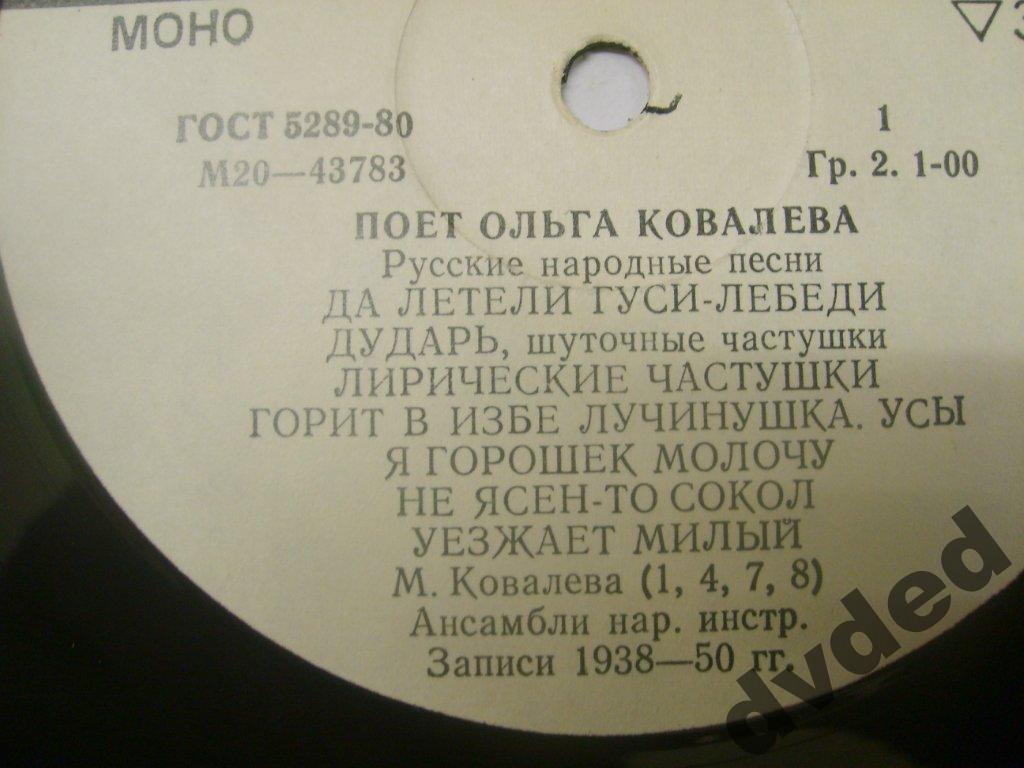 МОНО
▽3
ГОСТ 5289-80
1
М20—43783
Гр. 2. 1-00
ПОЕТ ОЛЬГА КОВАЛЕВА
Русские народные песни
ДА ЛЕТЕЛИ ГУСИ-ЛЕБЕДИ
ДУДАРЬ, шуточные частушки
ЛИРИЧЕСКИЕ ЧАСТУШКИ
ГОРИТ В ИЗБЕ ЛУЧИНУШКА. УСЫ
Я ГОРОШЕК МОЛОЧУ
НЕ ЯСЕН-ТО СОКОЛ
УЕЗЖАЕТ МИЛЫЙ
М. Ковалева (1, 4, 7, 8)
Ансамбли нар. инстр.
Записи 1938—50 гг.
dvded